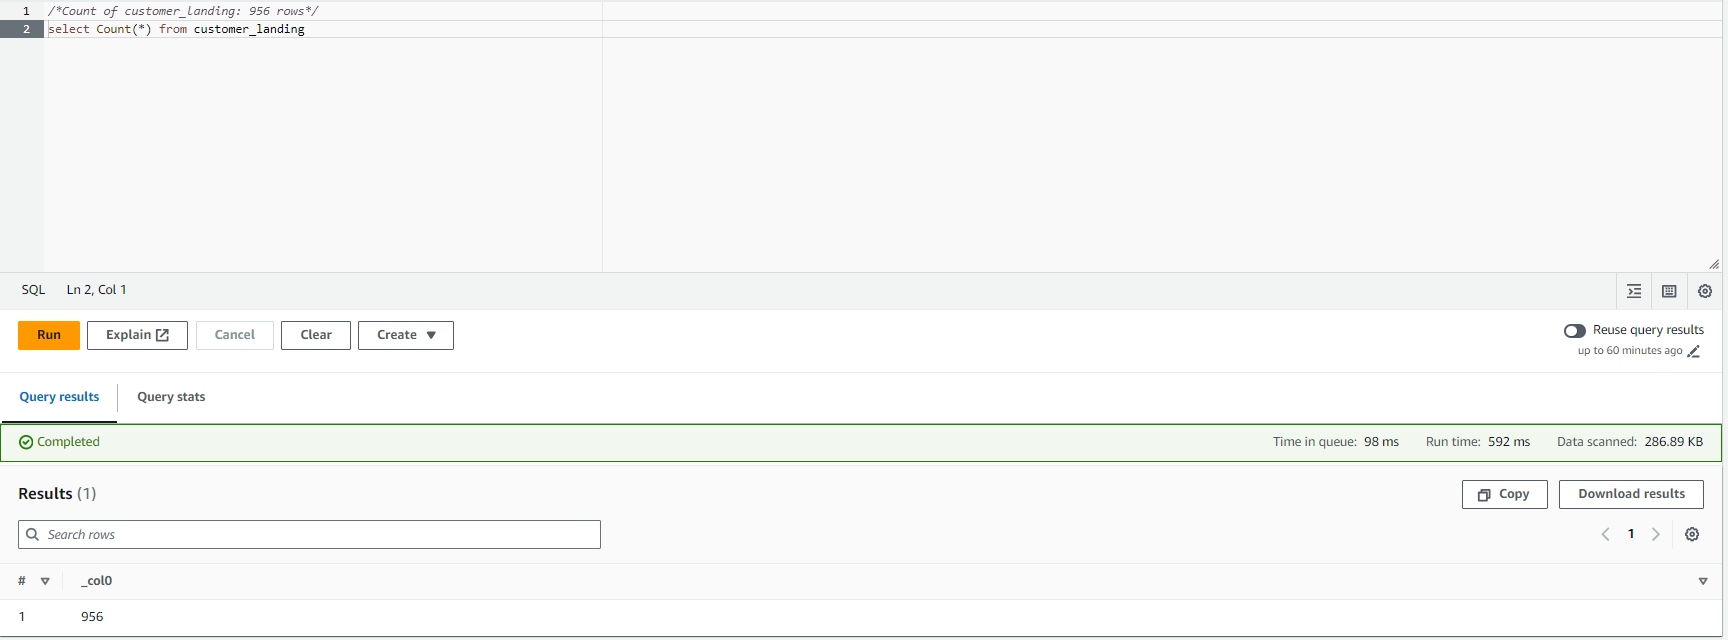 1 /*Count of customer_landing: 956 rows*/
2 select Count(*) from customer_landing
SQL Ln 2, Col 1
Run Explain Cancel Clear Create
Reuse query results
up to 60 minutes ago
Query results Query stats
Completed Time in queue: 98 ms Run time: 592 ms Data scanned: 286.89 KB
Results (1) Copy Download results
Search rows 1
# _col0
1 956